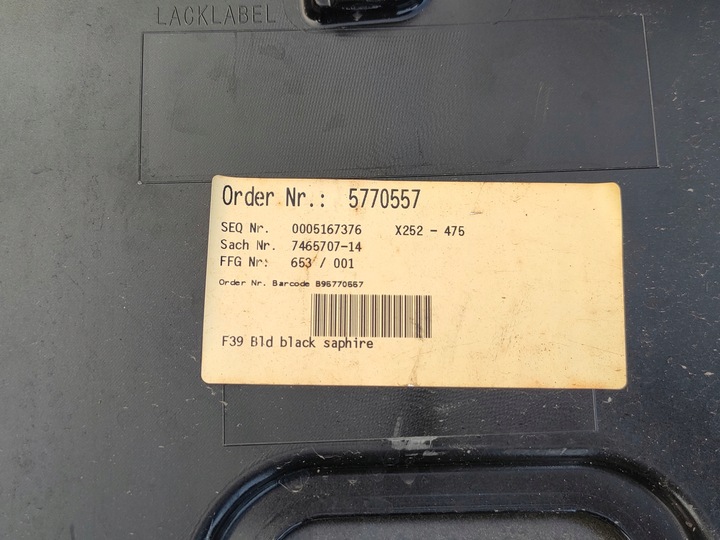 LACKLABEL
Order Nr.: 5770557
SEQ Nr. 0005167376 X252 - 475
Sach Nr. 7465707-14
FFG Nr: 653 / 001
Order Nr. Barcode B95770557
F39 Bld black saphire